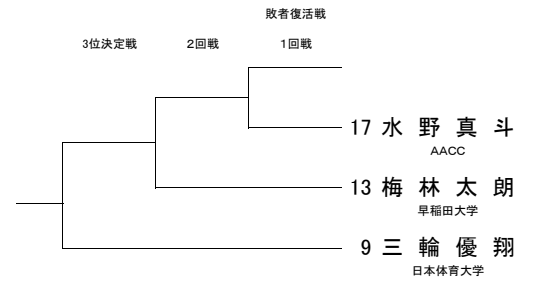 敗者復活戦
3位決定戦 2回戦 1回戦
17 水 野 真 斗
AACC
13 梅 林 太 朗
早稲田大学
9 三 輪 優 翔
日本体育大学